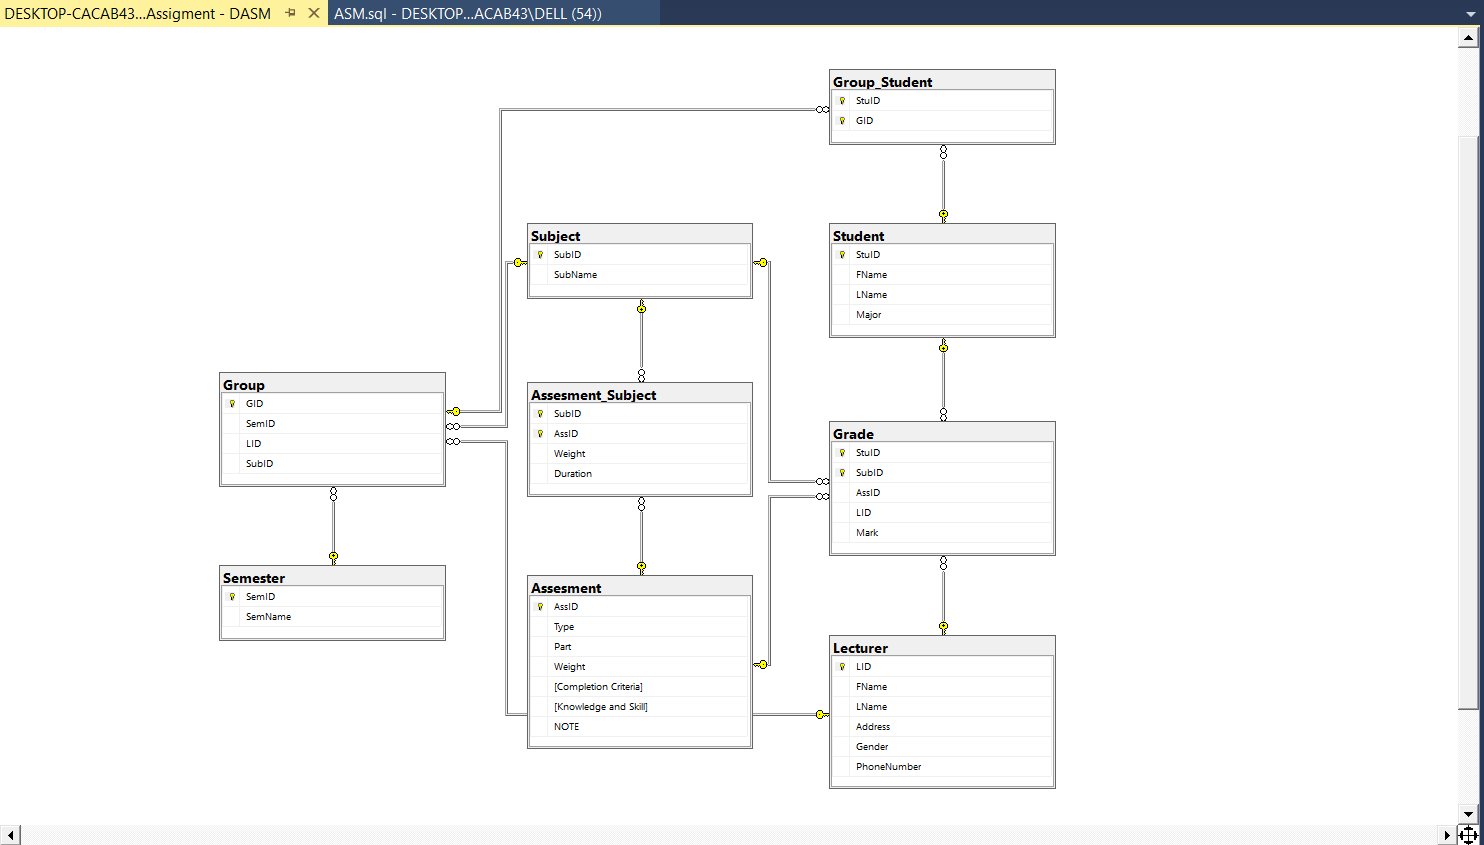 DESKTOP-CACAB43...Assigment - DASM
ASM.sql - DESKTOP...ACAB43\DELL (54))
Group_Student
StuID
GID
Subject
SubID
SubName
Student
StuID
FName
LName
Major
Group
GID
SemID
LID
SubID
Assesment_Subject
SubID
AssID
Weight
Duration
Grade
StuID
SubID
AssID
LID
Mark
Semester
SemID
SemName
Assesment
AssID
Type
Part
Weight
[Completion Criteria]
[Knowledge and Skill]
NOTE
Lecturer
LID
FName
LName
Address
Gender
PhoneNumber